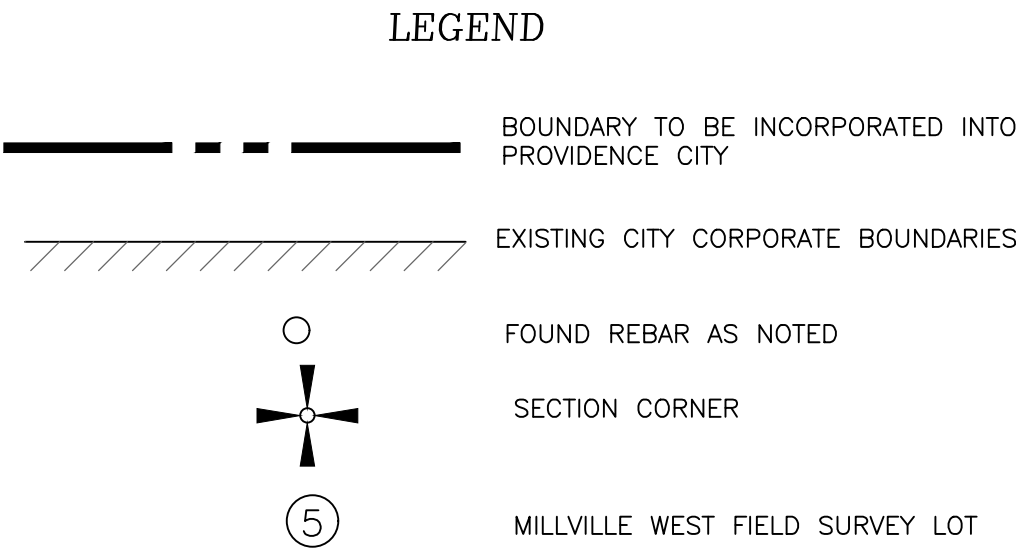 LEGEND
BOUNDARY TO BE INCORPORATED INTO
PROVIDENCE CITY
EXISTING CITY CORPORATE BOUNDARIES
FOUND REBAR AS NOTED
SECTION CORNER
5 MILLVILLE WEST FIELD SURVEY LOT